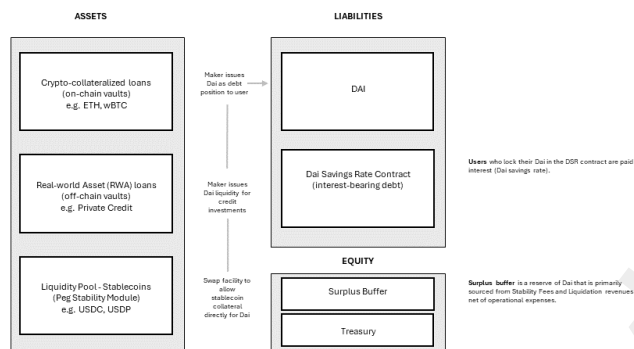 ASSETS
LIABILITIES
Crypto-collateralized loans
(on-chain vaults)
e.g. ETH, wBTC
Maker issues
Dai as debt
position to user
DAI
Real-world Asset (RWA) loans
(off-chain vaults)
e.g. Private Credit
Maker issues
Dai liquidity for
credit
investments
Dai Savings Rate Contract
(interest-bearing debt)
Users who lock their Dai in the DSR contract are paid
interest (Dai savings rate).
EQUITY
Liquidity Pool - Stablecoins
(Peg Stability Module)
e.g. USDC, USDP
Swap facility to
allow
stablecoin
collateral
directly for Dai
Surplus Buffer
Treasury
Surplus buffer is a reserve of Dai that is primarily
sourced from Stability Fees and Liquidation revenues
net of operational expenses.